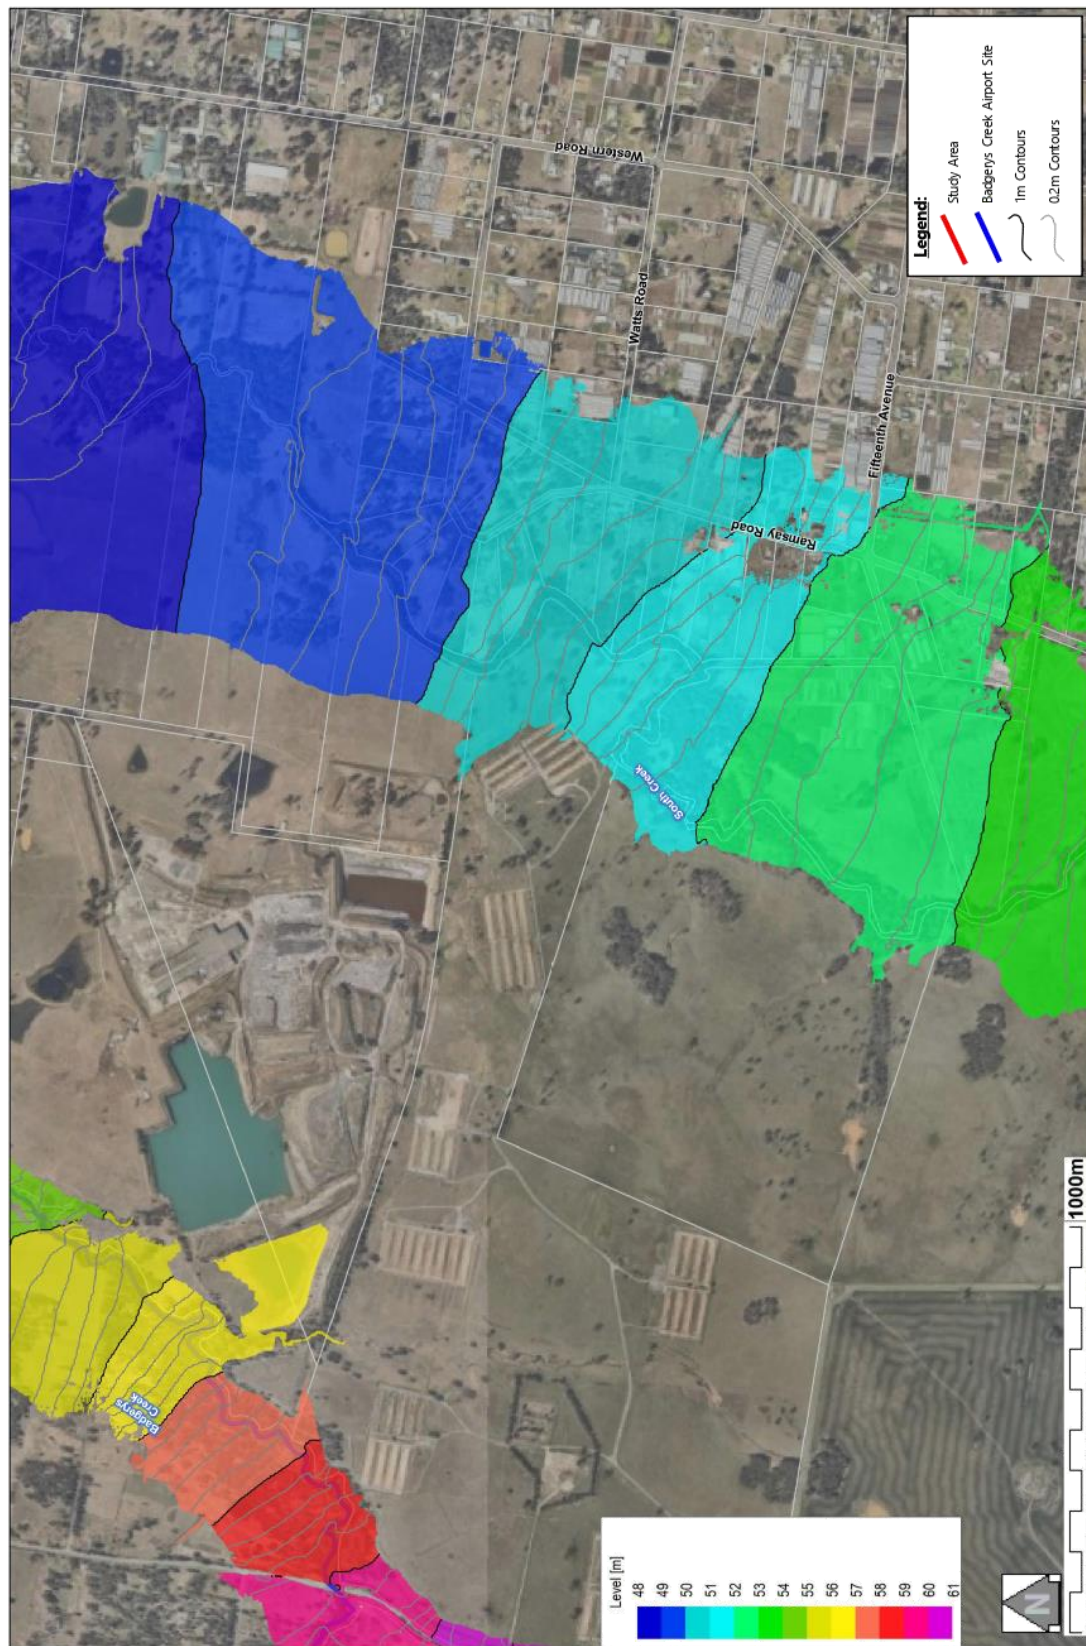 Legend:
Study Area
Badgerys Creek Airport Site
1m Contours
0.2m Contours
Western Road
Watts Road
Fifteenth Avenue
Ramsay Road
South Creek
Badgerys
Creek
1000m
Level [m]
48
49
50
51
52
53
54
55
56
57
58
59
60
61
N